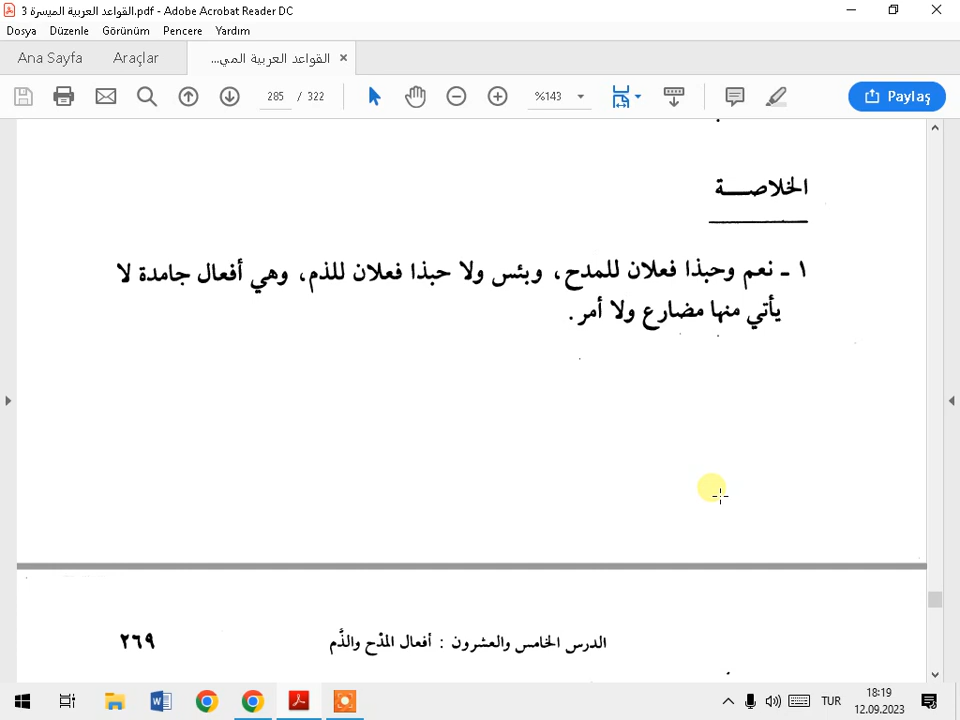 القواعد العربية الميسرة 3.pdf - Adobe Acrobat Reader DC
Dosya Düzenle Görünüm Pencere Yardım
Ana Sayfa Araçlar القواعد العربية المي...
285 / 322 %143 Paylaş
الخلاصة
١ ـ نعم وحبذا فعلان للمدح، وبئس ولا حبذا فعلان للذم، وهي أفعال جامدة لا
يأتي منها مضارع ولا أمر.
الدرس الخامس والعشرون : أفعال المدْح والذَّم ٢٦٩
TUR 18:19
12.09.2023